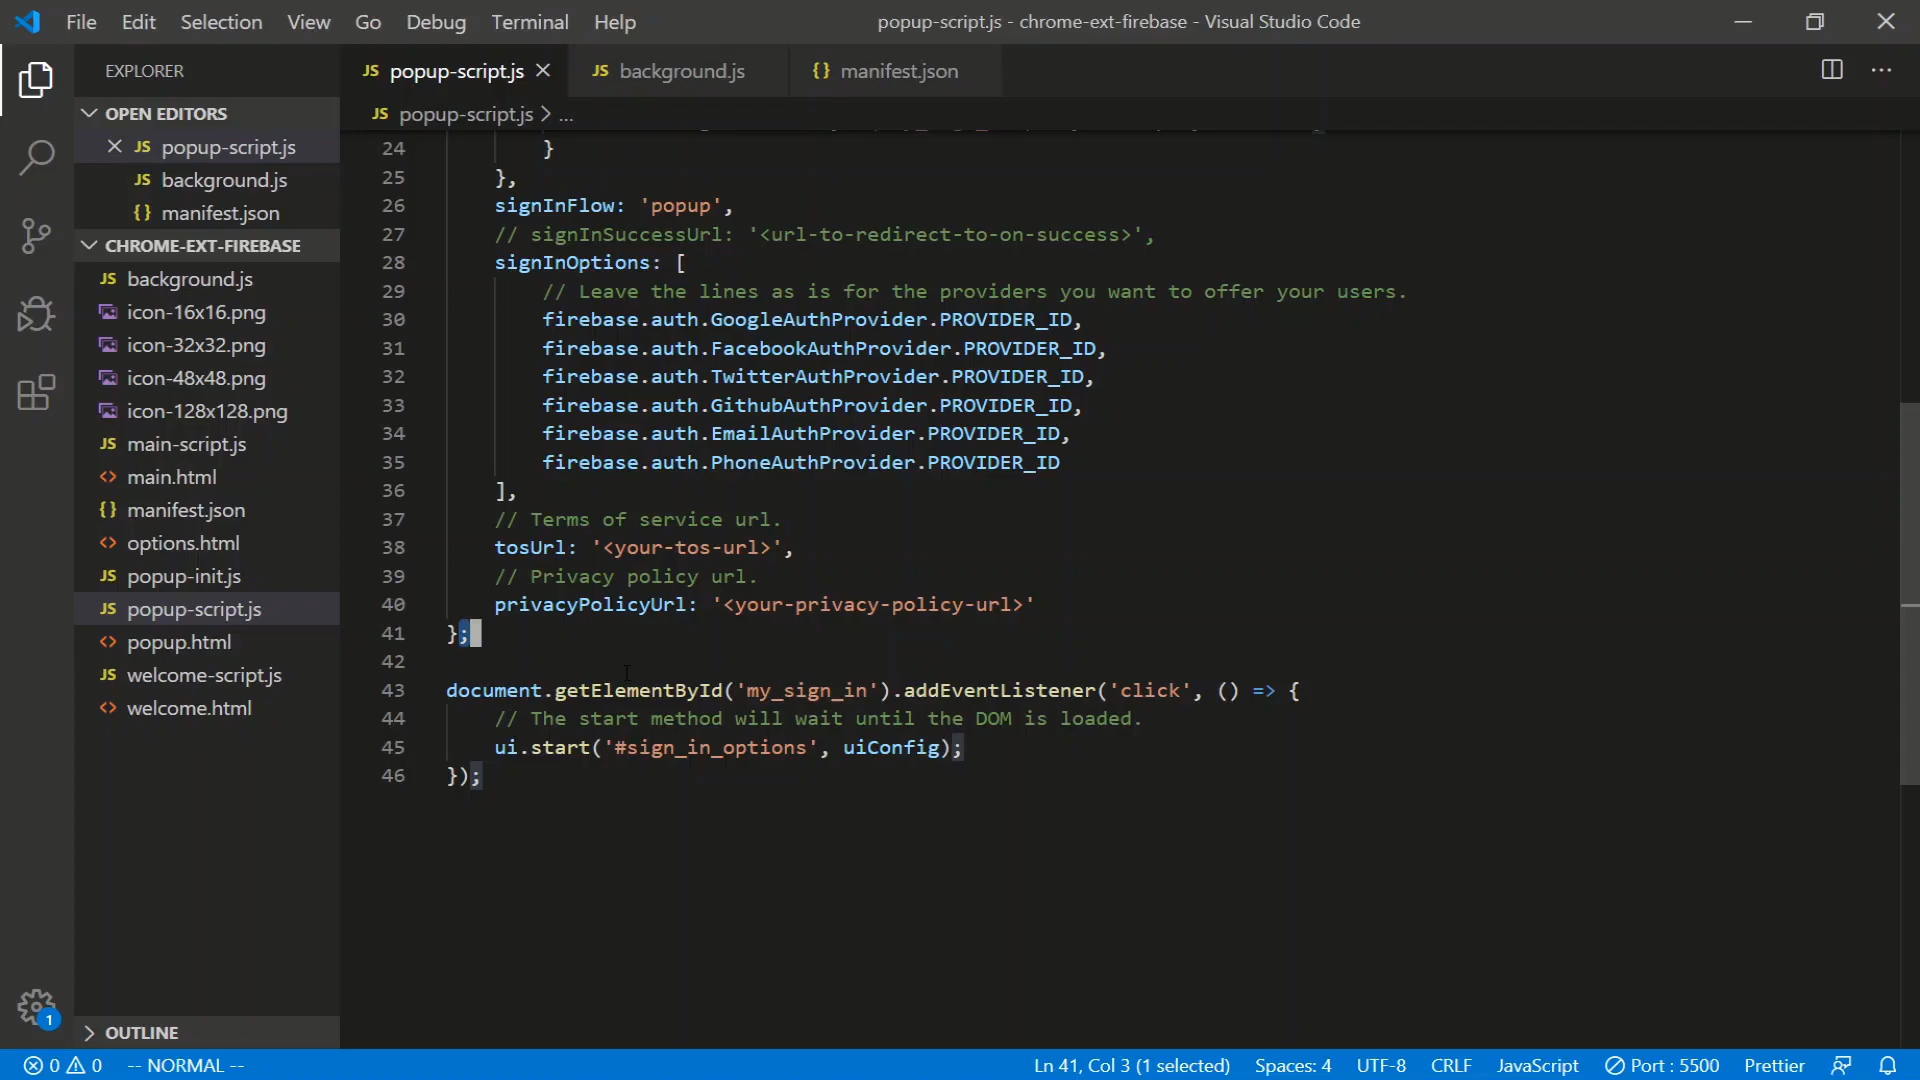 File Edit Selection View Go Debug Terminal Help
popup-script.js - chrome-ext-firebase - Visual Studio Code
EXPLORER
OPEN EDITORS
JS popup-script.js
JS background.js
{} manifest.json
CHROME-EXT-FIREBASE
JS background.js
icon-16x16.png
icon-32x32.png
icon-48x48.png
icon-128x128.png
JS main-script.js
<> main.html
{} manifest.json
<> options.html
JS popup-init.js
JS popup-script.js
<> popup.html
JS welcome-script.js
<> welcome.html
OUTLINE
JS popup-script.js
JS background.js
{} manifest.json
JS popup-script.js > ...
24 }
25 },
26 signInFlow: 'popup',
27 // signInSuccessUrl: '<url-to-redirect-to-on-success>',
28 signInOptions: [
29 // Leave the lines as is for the providers you want to offer your users.
30 firebase.auth.GoogleAuthProvider.PROVIDER_ID,
31 firebase.auth.FacebookAuthProvider.PROVIDER_ID,
32 firebase.auth.TwitterAuthProvider.PROVIDER_ID,
33 firebase.auth.GithubAuthProvider.PROVIDER_ID,
34 firebase.auth.EmailAuthProvider.PROVIDER_ID,
35 firebase.auth.PhoneAuthProvider.PROVIDER_ID
36 ],
37 // Terms of service url.
38 tosUrl: '<your-tos-url>',
39 // Privacy policy url.
40 privacyPolicyUrl: '<your-privacy-policy-url>'
41 };
42
43 document.getElementById('my_sign_in').addEventListener('click', () => {
44 // The start method will wait until the DOM is loaded.
45 ui.start('#sign_in_options', uiConfig);
46 });
1
0 0 -- NORMAL --
Ln 41, Col 3 (1 selected) Spaces: 4 UTF-8 CRLF JavaScript Port : 5500 Prettier